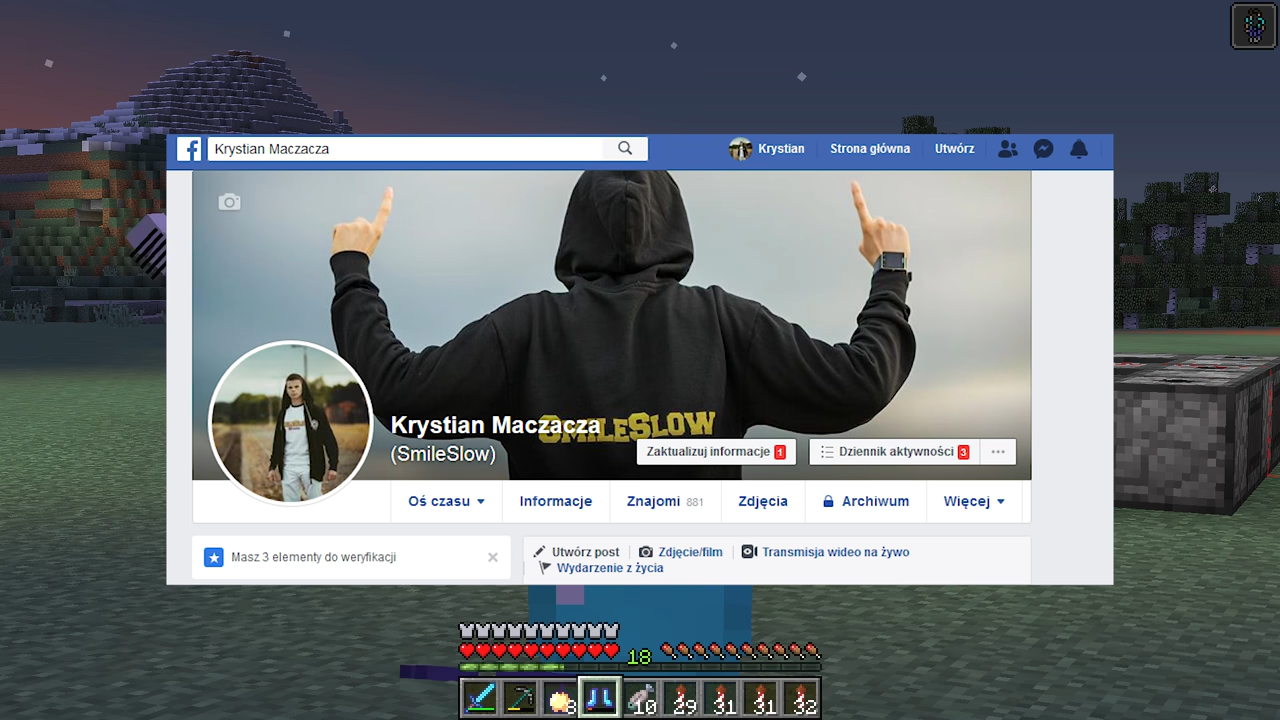 Krystian Maczacza
Krystian
Strona główna
Utwórz
SMILESLOW
Krystian Maczacza
(SmileSlow)
Zaktualizuj informacje 1
Dziennik aktywności 3
Oś czasu
Informacje
Znajomi 881
Zdjęcia
Archiwum
Więcej
Masz 3 elementy do weryfikacji
Utwórz post
Zdjęcie/film
Transmisja wideo na żywo
Wydarzenie z życia
18
8
10
29
31
31
32